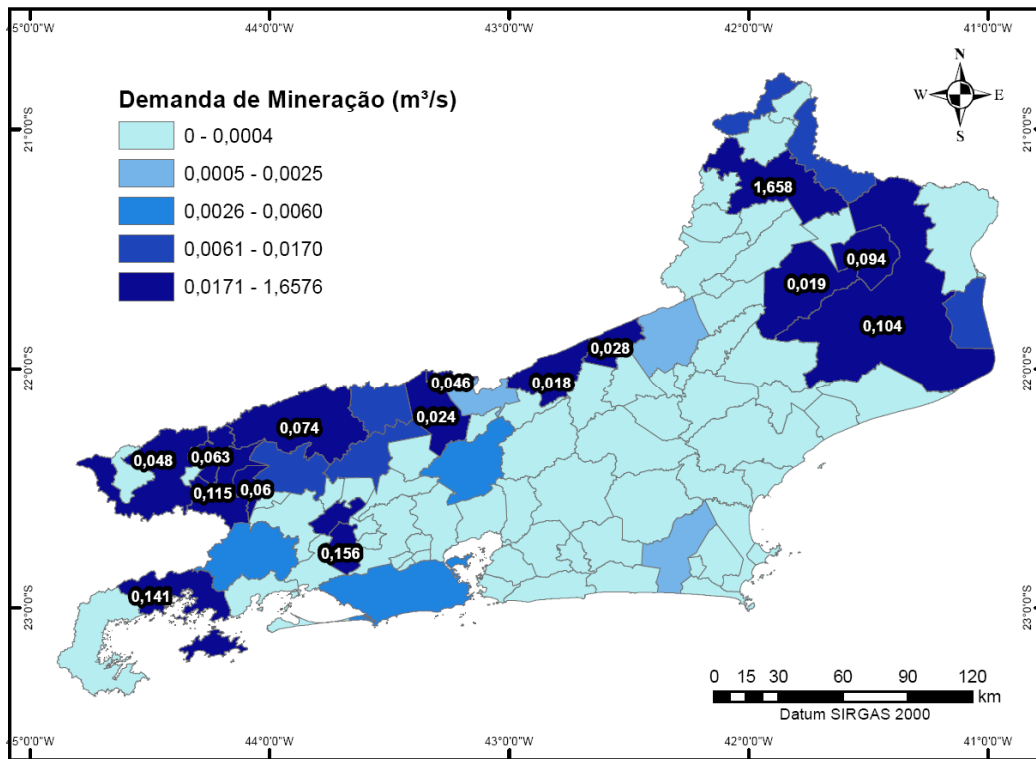 45°0'0"W 44°0'0"W 43°0'0"W 42°0'0"W 41°0'0"W
N
W E
S
Demanda de Mineração (m³/s)
0 - 0,0004
0,0005 - 0,0025
0,0026 - 0,0060
0,0061 - 0,0170
0,0171 - 1,6576
21°0'0"S 21°0'0"S
1,658
0,094
0,019
0,104
0,028
22°0'0"S 22°0'0"S
0,046
0,018
0,024
0,074
0,063
0,048
0,06
0,115
0,156
0,141
23°0'0"S 23°0'0"S
0 15 30 60 90 120
km
Datum SIRGAS 2000
45°0'0"W 44°0'0"W 43°0'0"W 42°0'0"W 41°0'0"W